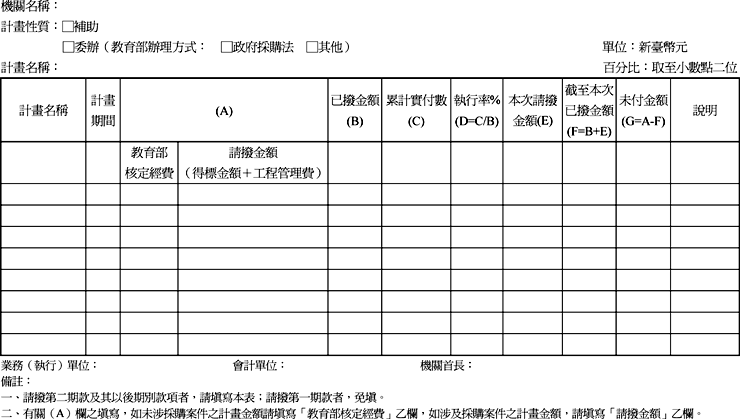 機關名稱：
計畫性質：□補助
□委辦（教育部辦理方式： □政府採購法 □其他） 單位：新臺幣元
計畫名稱： 百分比：取至小數點二位
計畫名稱 計畫期間 (A) 已撥金額(B) 累計實付數(C) 執行率%(D=C/B) 本次請撥金額(E) 截至本次已撥金額(F=B+E) 未付金額(G=A-F) 說明
教育部核定經費 請撥金額（得標金額＋工程管理費）
業務（執行）單位： 會計單位： 機關首長：
備註：
一、請撥第二期款及其以後期別款項者，請填寫本表；請撥第一期款者，免填。
二、有關（A）欄之填寫，如未涉採購案件之計畫金額請填寫「教育部核定經費」乙欄，如涉及採購案件之計畫金額，請填寫「請撥金額」乙欄。